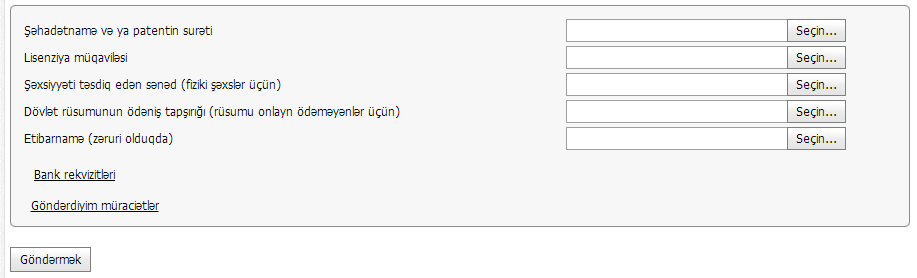 Şəhadətnamə və ya patentin surəti Seçin...
Lisenziya müqaviləsi Seçin...
Şəxsiyyəti təsdiq edən sənəd (fiziki şəxslər üçün) Seçin...
Dövlət rüsumunun ödəniş tapşırığı (rüsumu onlayn ödəməyənlər üçün) Seçin...
Etibarnamə (zəruri olduqda) Seçin...
Bank rekvizitləri
Göndərdiyim müraciətlər
Göndərmək